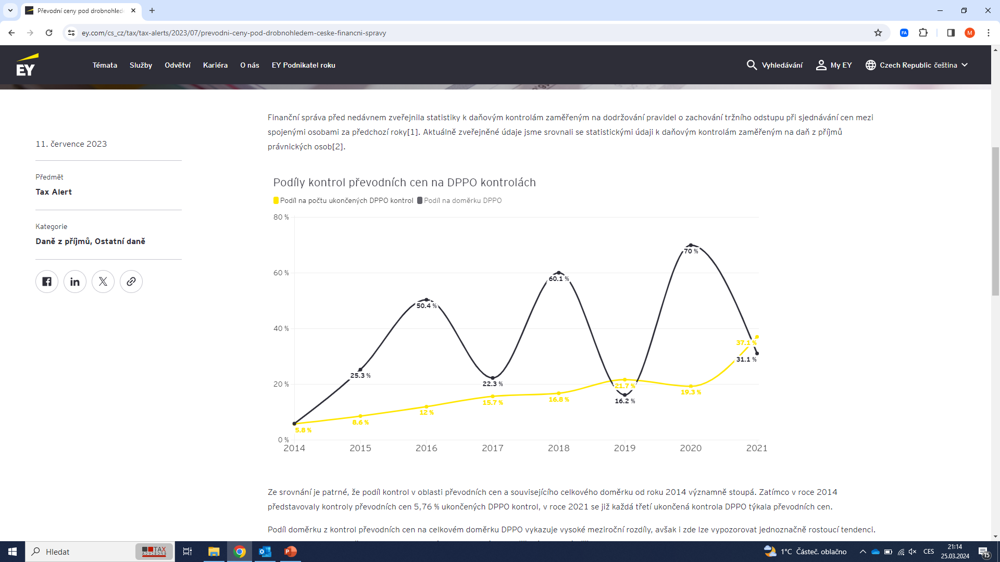 Převodní ceny pod drobnohlede
ey.com/cs_cz/tax/tax-alerts/2023/07/prevodni-ceny-pod-drobnohledem-ceske-financni-spravy
FA
M
EY
Témata
Služby
Odvětví
Kariéra
O nás
EY Podnikatel roku
Vyhledávání
My EY
Czech Republic čeština
11. července 2023
Předmět
Tax Alert
Kategorie
Daně z příjmů, Ostatní daně
Finanční správa před nedávnem zveřejnila statistiky k daňovým kontrolám zaměřeným na dodržování pravidel o zachování tržního odstupu při sjednávání cen mezi
spojenými osobami za předchozí roky[1]. Aktuálně zveřejněné údaje jsme srovnali se statistickými údaji k daňovým kontrolám zaměřeným na daň z příjmů
právnických osob[2].
Podíly kontrol převodních cen na DPPO kontrolách
Podíl na počtu ukončených DPPO kontrol
Podíl na doměrku DPPO
80 %
60 %
40 %
20 %
0 %
70 %
60.1 %
50.4 %
37.1 %
31.1 %
25.3 %
22.3 %
21.7 %
16.2 %
19.3 %
16.8 %
15.7 %
12 %
8.6 %
5.8 %
2014
2015
2016
2017
2018
2019
2020
2021
Ze srovnání je patrné, že podíl kontrol v oblasti převodních cen a souvisejícího celkového doměrku od roku 2014 významně stoupá. Zatímco v roce 2014
představovaly kontroly převodních cen 5,76 % ukončených DPPO kontrol, v roce 2021 se již každá třetí ukončená kontrola DPPO týkala převodních cen.
Podíl doměrku z kontrol převodních cen na celkovém doměrku DPPO vykazuje vysoké meziroční rozdíly, avšak i zde lze vypozorovat jednoznačně rostoucí tendenci.
Hledat
TAX
ADVISORS
1°C Částeč. oblačno
CES
21:14
25.03.2024
15